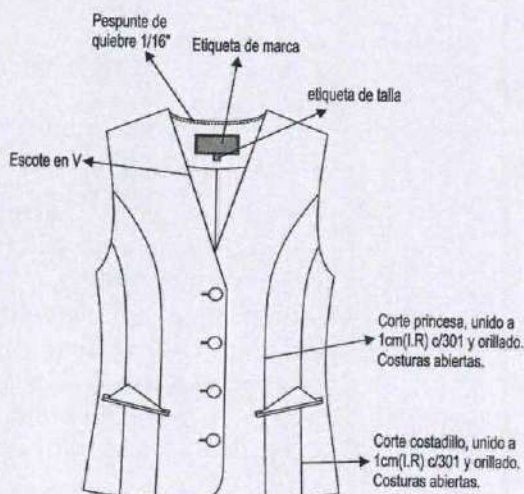 Pespunte de
quiebre 1/16"
Etiqueta de marca
etiqueta de talla
Escote en V
Corte princesa, unido a
1cm(I.R) c/301 y orillado.
Costuras abiertas.
Corte costadillo, unido a
1cm(I.R) c/301 y orillado.
Costuras abiertas.